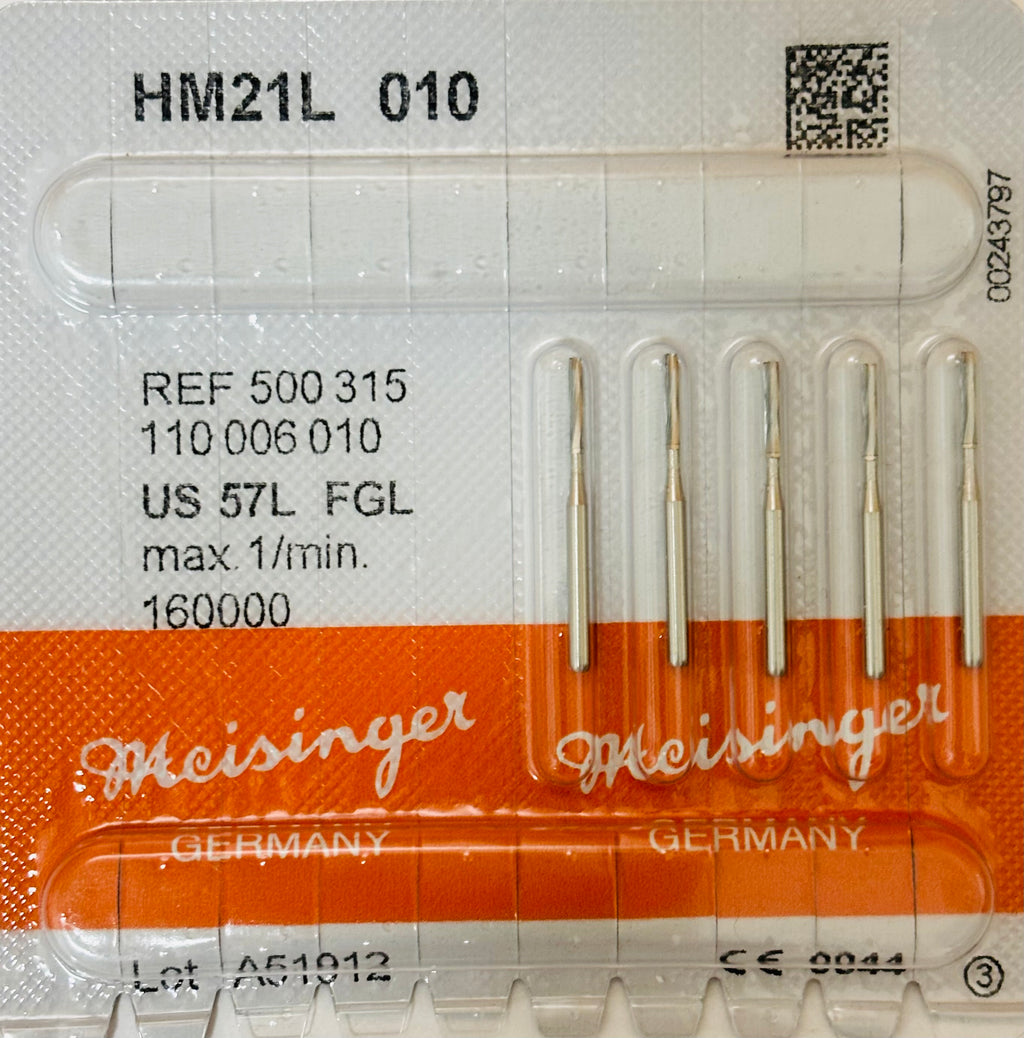 HM21L 010
00243797
REF 500 315
110 006 010
US 57L FGL
max. 1/min.
160000
Meisinger Meisinger
GERMANY GERMANY
Lot A51912 CE 0044
3